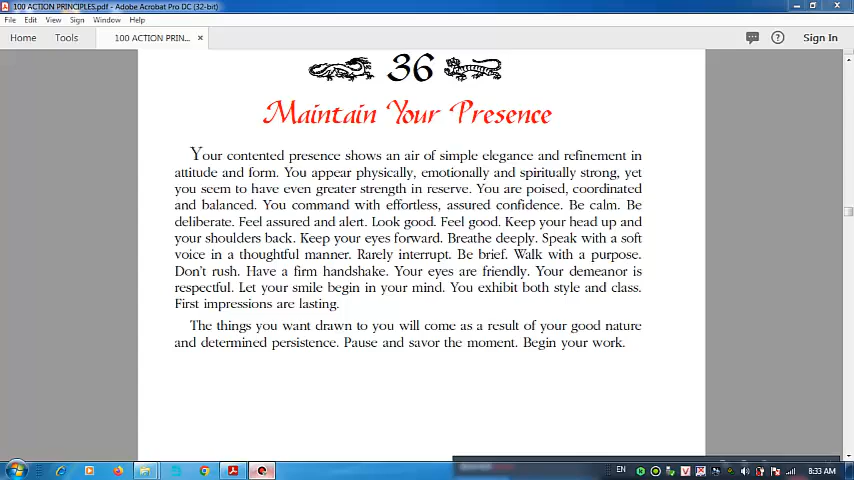 100 ACTION PRINCIPLES.pdf - Adobe Acrobat Pro DC (32-bit)
File Edit View Sign Window Help
Home Tools 100 ACTION PRIN... × Sign In
36
Maintain Your Presence
Your contented presence shows an air of simple elegance and refinement in
attitude and form. You appear physically, emotionally and spiritually strong, yet
you seem to have even greater strength in reserve. You are poised, coordinated
and balanced. You command with effortless, assured confidence. Be calm. Be
deliberate. Feel assured and alert. Look good. Feel good. Keep your head up and
your shoulders back. Keep your eyes forward. Breathe deeply. Speak with a soft
voice in a thoughtful manner. Rarely interrupt. Be brief. Walk with a purpose.
Don't rush. Have a firm handshake. Your eyes are friendly. Your demeanor is
respectful. Let your smile begin in your mind. You exhibit both style and class.
First impressions are lasting.
The things you want drawn to you will come as a result of your good nature
and determined persistence. Pause and savor the moment. Begin your work.
EN 8:33 AM